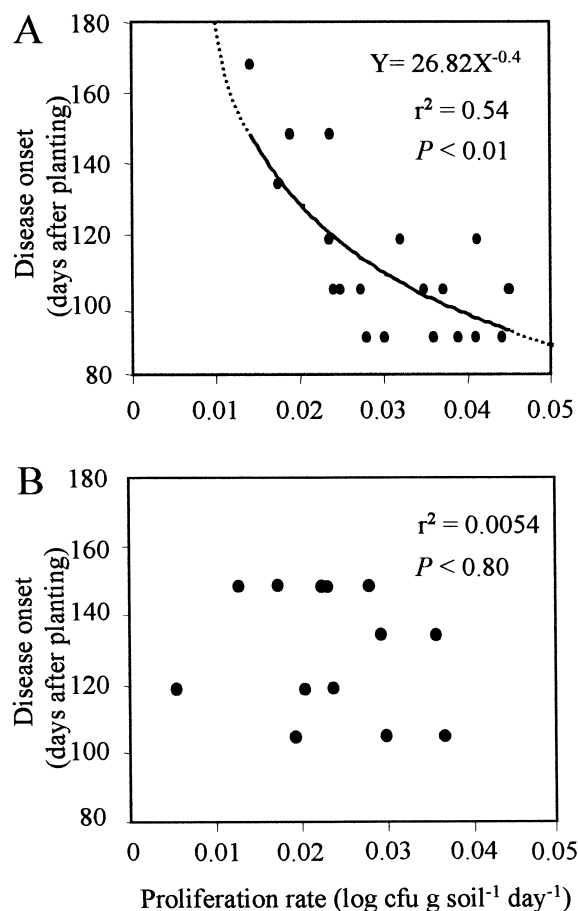 A
180
160
140
120
100
80
Disease onset
(days after planting)
Y= 26.82X⁻⁰·⁴
r² = 0.54
P < 0.01
0 0.01 0.02 0.03 0.04 0.05
B
180
160
140
120
100
80
Disease onset
(days after planting)
r² = 0.0054
P < 0.80
0 0.01 0.02 0.03 0.04 0.05
Proliferation rate (log cfu g soil⁻¹ day⁻¹)